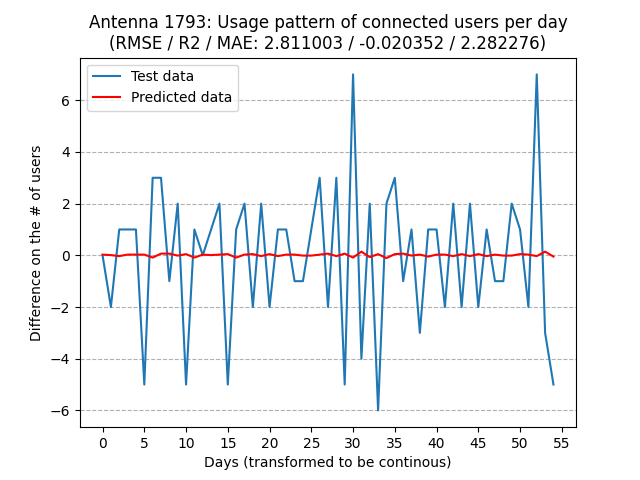 Antenna 1793: Usage pattern of connected users per day
(RMSE / R2 / MAE: 2.811003 / -0.020352 / 2.282276)
Test data
Predicted data
Difference on the # of users
6
4
2
0
−2
−4
−6
0 5 10 15 20 25 30 35 40 45 50 55
Days (transformed to be continous)